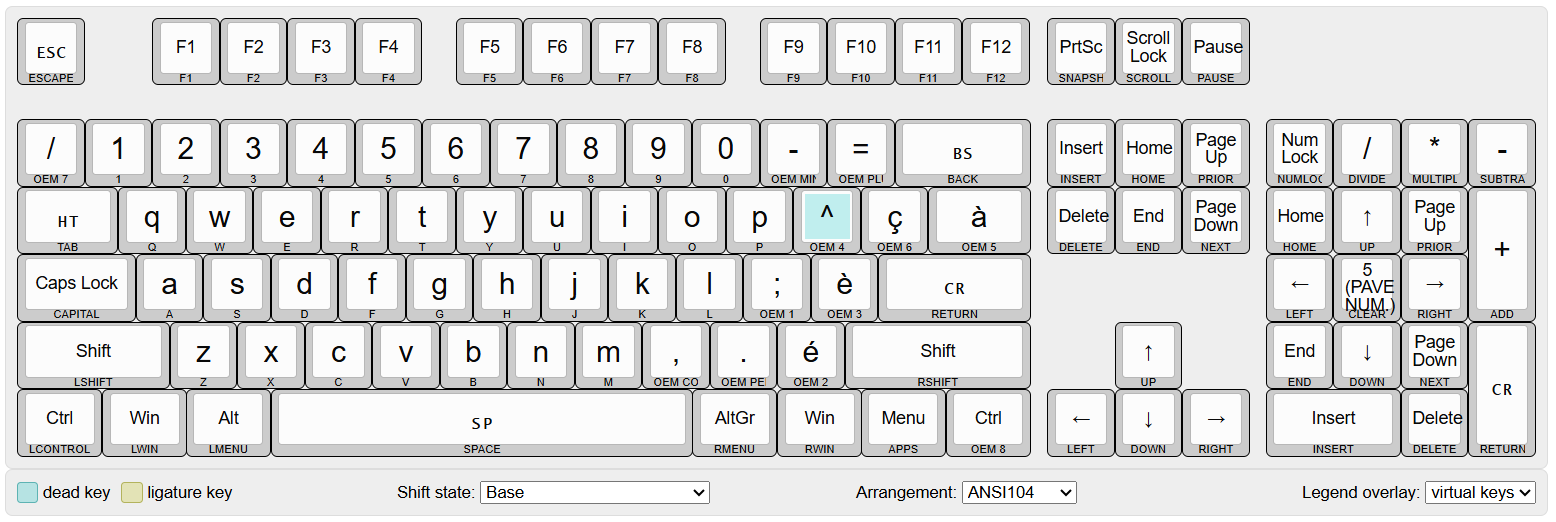 ESC F1 F2 F3 F4 F5 F6 F7 F8 F9 F10 F11 F12 PrtSc Scroll Lock Pause
ESCAPE F1 F2 F3 F4 F5 F6 F7 F8 F9 F10 F11 F12 SNAPSH SCROLL PAUSE
/ 1 2 3 4 5 6 7 8 9 0 - = BS Insert Home Page Up Num Lock / * -
OEM 7 1 2 3 4 5 6 7 8 9 0 OEM MIN OEM PLU BACK INSERT HOME PRIOR NUMLOC DIVIDE MULTIPL SUBTRA
HT q w e r t y u i o p ^ ç à Delete End Page Down Home ↑ Page Up +
TAB Q W E R T Y U I O P OEM 4 OEM 6 OEM 5 DELETE END NEXT HOME UP PRIOR
Caps Lock a s d f g h j k l ; è CR ← 5 (PAVE NUM.) →
CAPITAL A S D F G H J K L OEM 1 OEM 3 RETURN LEFT CLEAR RIGHT ADD
Shift z x c v b n m , . é Shift ↑ End ↓ Page Down CR
LSHIFT Z X C V B N M OEM CO OEM PE OEM 2 RSHIFT UP END DOWN NEXT
Ctrl Win Alt SP AltGr Win Menu Ctrl ← ↓ → Insert Delete
LCONTROL LWIN LMENU SPACE RMENU RWIN APPS OEM 8 LEFT DOWN RIGHT INSERT DELETE RETURN
dead key ligature key Shift state: Base Arrangement: ANSI104 Legend overlay: virtual keys